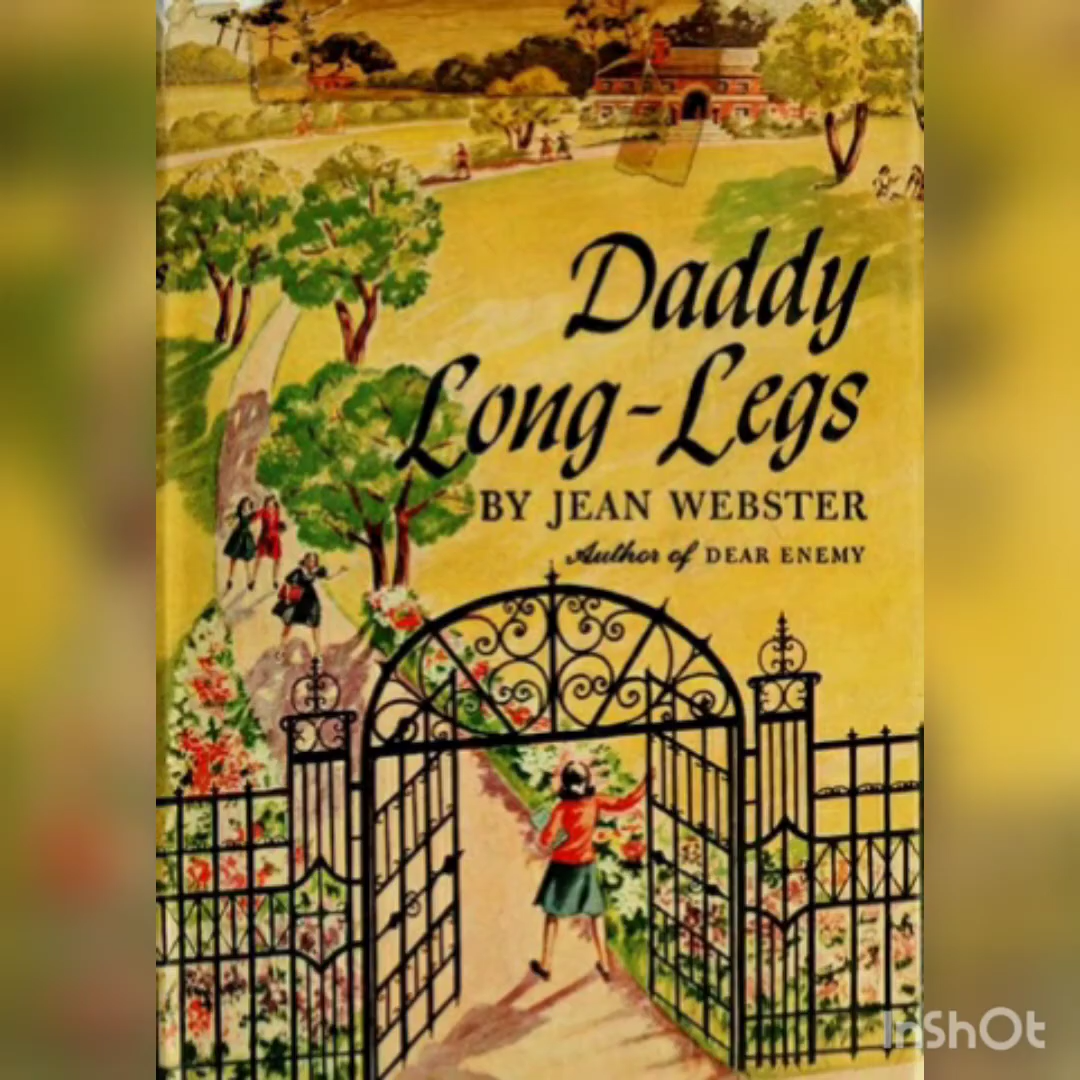 Daddy
Long-Legs
BY JEAN WEBSTER
Author of DEAR ENEMY
InShOt